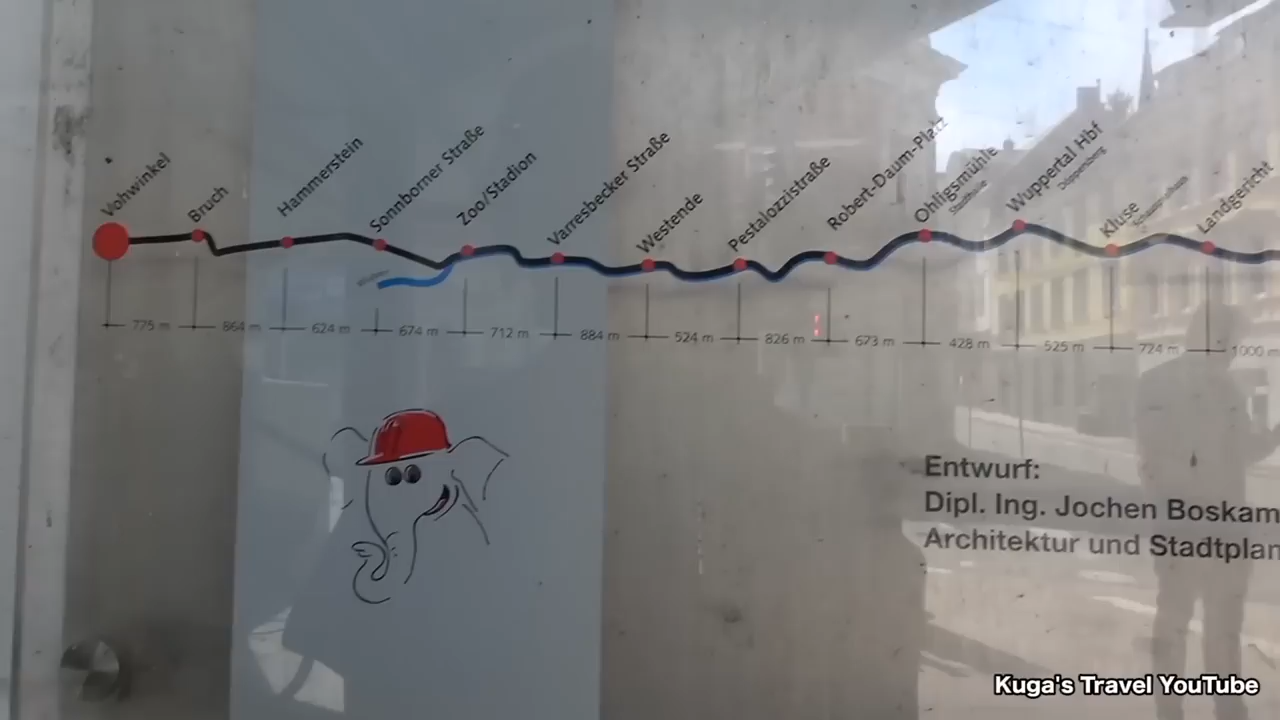 Vohwinkel
Bruch
Hammerstein
Sonnborner Straße
Zoo/Stadion
Varresbecker Straße
Westende
Pestalozzistraße
Robert-Daum-Platz
Ohligsmühle
Stadthalle
Wuppertal Hbf
Döppersberg
Kluse
Landgericht
775 m
864 m
624 m
674 m
712 m
884 m
524 m
826 m
673 m
428 m
525 m
724 m
1000 m
Entwurf:
Dipl. Ing. Jochen Boskam
Architektur und Stadtplan
Kuga's Travel YouTube